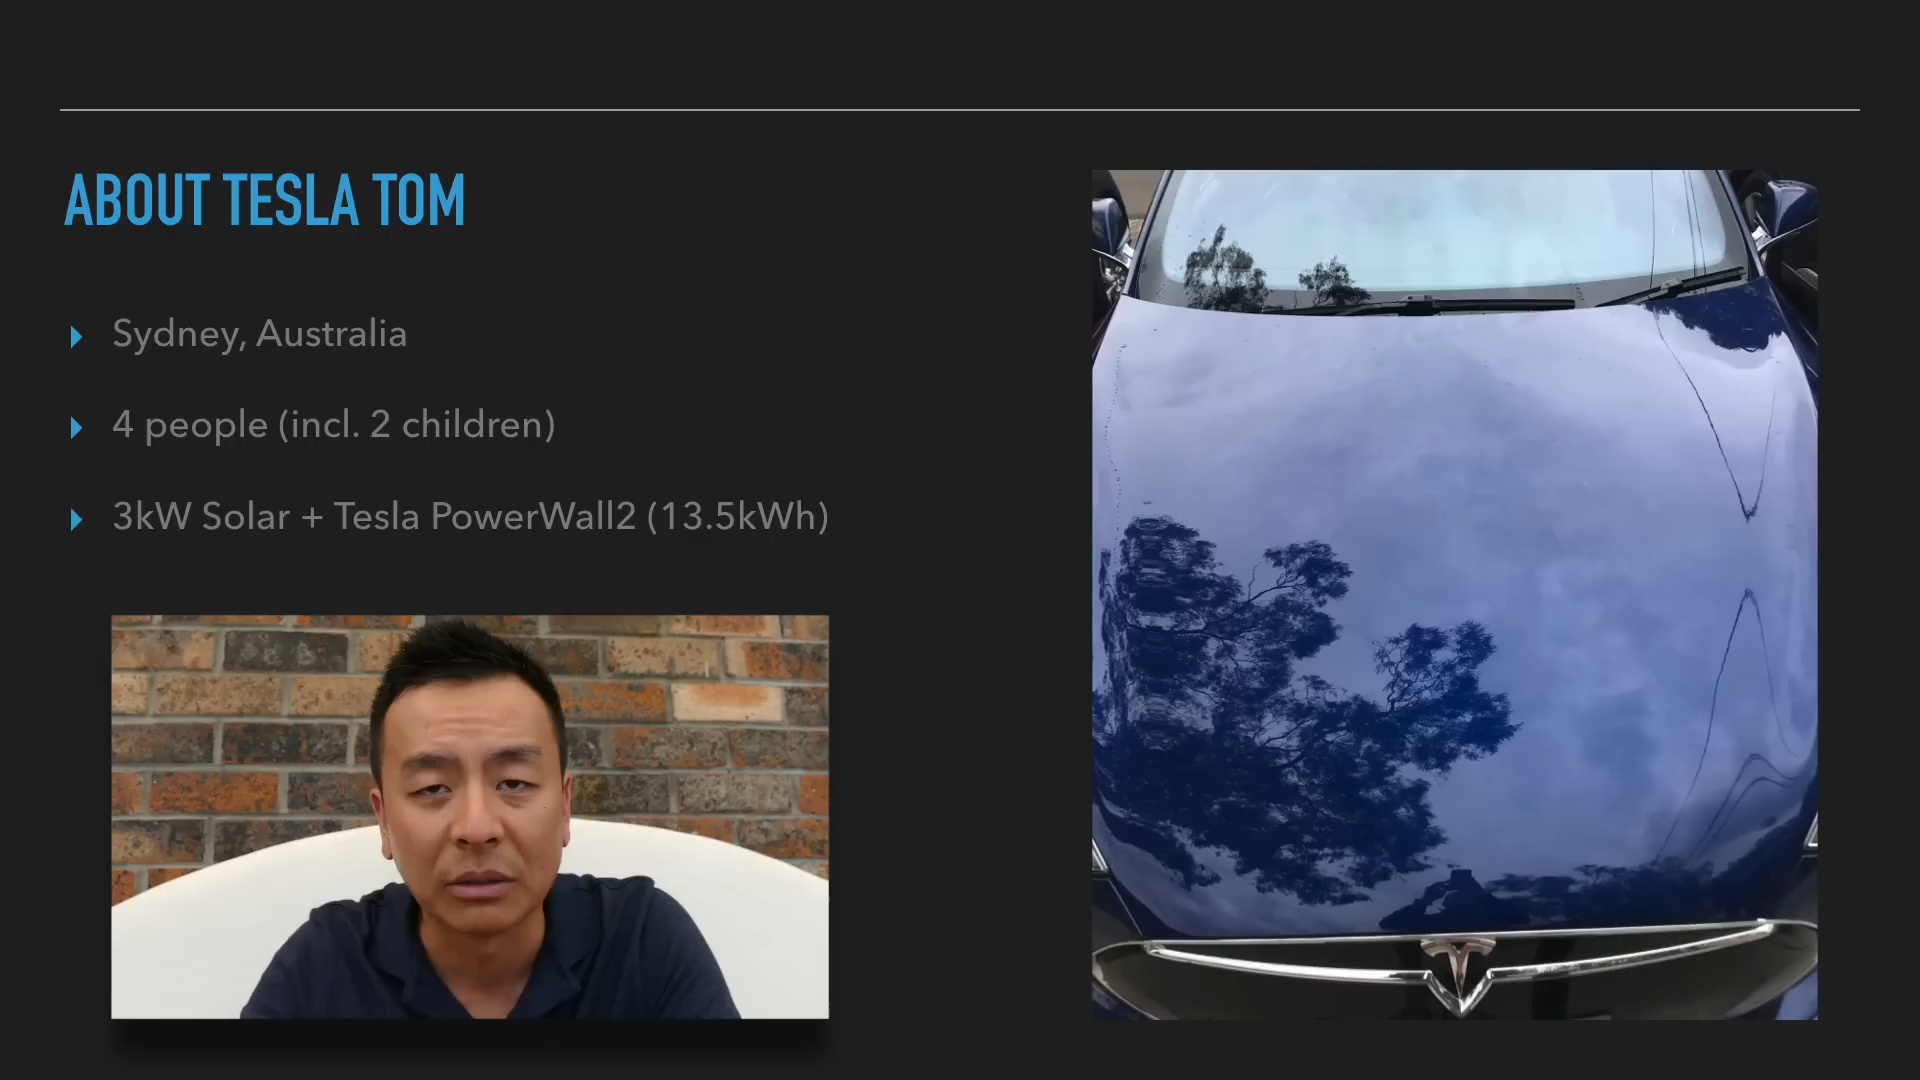 ABOUT TESLA TOM
Sydney, Australia
4 people (incl. 2 children)
3kW Solar + Tesla PowerWall2 (13.5kWh)